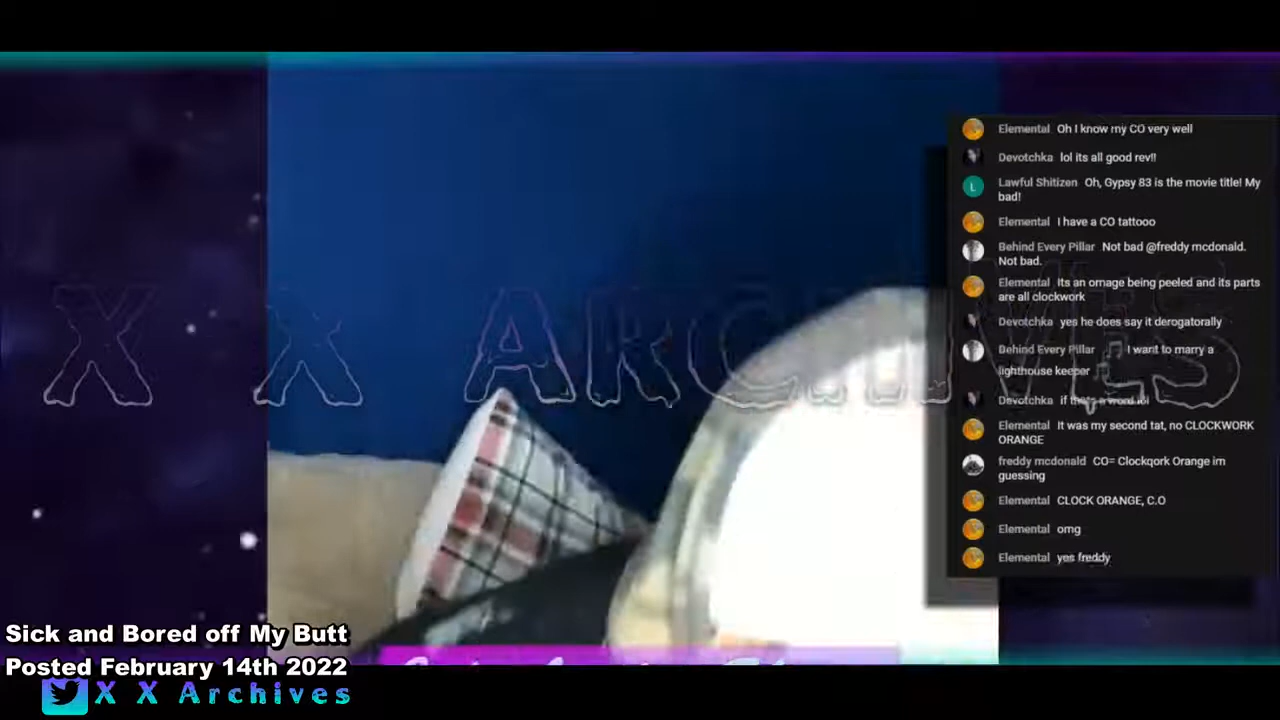 Elemental Oh I know my CO very well
Devotchka lol its all good rev!!
L Lawful Shitizen Oh, Gypsy 83 is the movie title! My
bad!
Elemental I have a CO tattooo
Behind Every Pillar Not bad @freddy mcdonald.
Not bad.
Elemental Its an ornage being peeled and its parts
are all clockwork
Devotchka yes he does say it derogatorally
Behind Every Pillar 🎵 I want to marry a
lighthouse keeper 🎵
X X ARCHIVES
Devotchka if thats a word lol
Elemental It was my second tat, no CLOCKWORK
ORANGE
freddy mcdonald CO= Clockqork Orange im
guessing
Elemental CLOCK ORANGE, C.O
Elemental omg
Elemental yes freddy
Sick and Bored off My Butt
Posted February 14th 2022
X X Archives